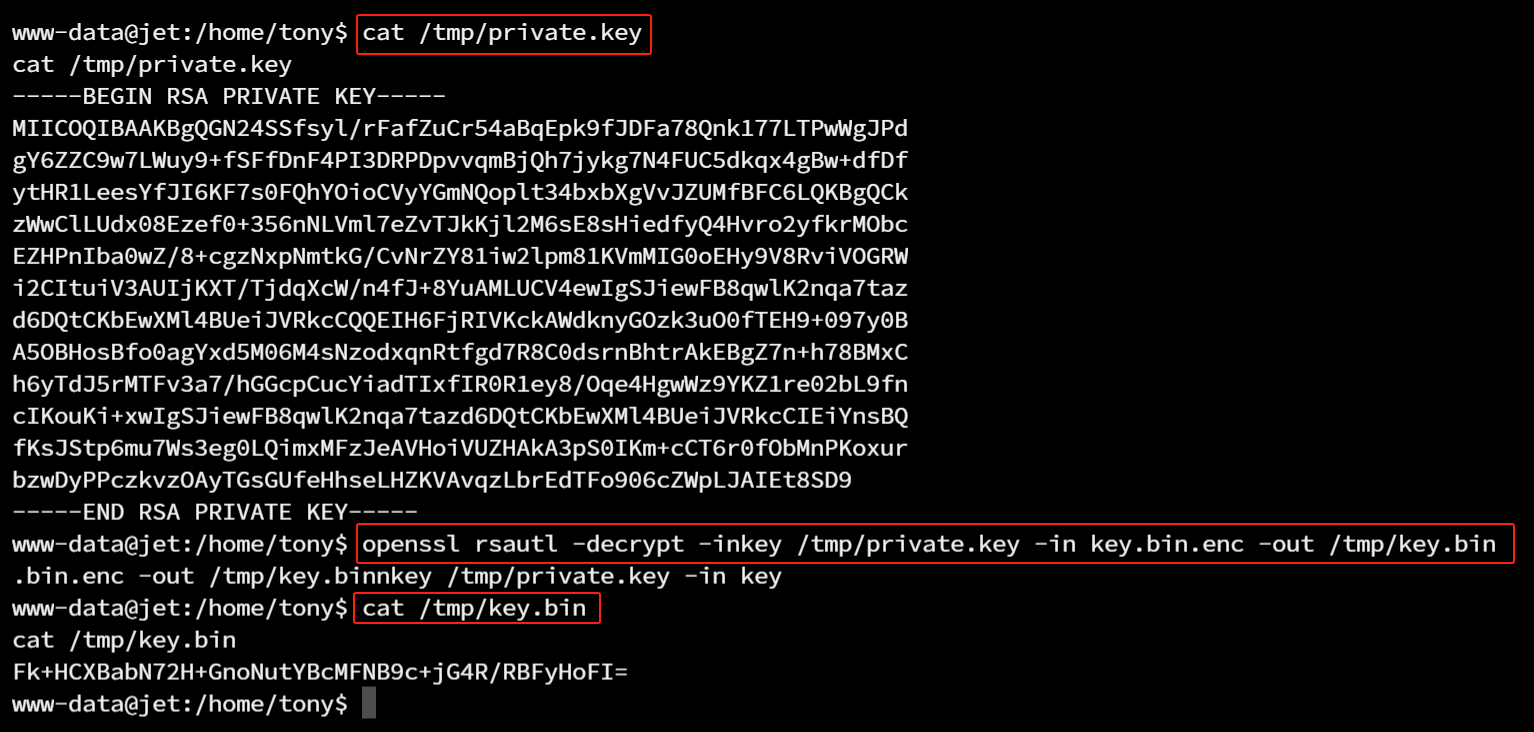 www-data@jet:/home/tony$ cat /tmp/private.key
cat /tmp/private.key
-----BEGIN RSA PRIVATE KEY-----
MIICOQIBAAKBgQGN24SSfsyl/rFafZuCr54aBqEpk9fJDFa78Qnk177LTPwWgJPd
gY6ZZC9w7LWuy9+fSFfDnF4PI3DRPDpvvqmBjQh7jykg7N4FUC5dkqx4gBw+dfDf
ytHR1LeesYfJI6KF7s0FQhYOioCVyYGmNQoplt34bxbXgVvJZUMfBFC6LQKBgQCk
zWwClLUdx08Ezef0+356nNLVml7eZvTJkKjl2M6sE8sHiedfyQ4Hvro2yfkrMObc
EZHPnIba0wZ/8+cgzNxpNmtkG/CvNrZY81iw2lpm81KVmMIG0oEHy9V8RviVOGRW
i2CItuiV3AUIjKXT/TjdqXcW/n4fJ+8YuAMLUCV4ewIgSJiewFB8qwlK2nqa7taz
d6DQtCKbEwXMl4BUeiJVRkcCQQEIH6FjRIVKckAWdknyGOzk3uO0fTEH9+097y0B
A5OBHosBfo0agYxd5M06M4sNzodxqnRtfgd7R8C0dsrnBhtrAkEBgZ7n+h78BMxC
h6yTdJ5rMTFv3a7/hGGcpCucYiadTIxfIR0R1ey8/Oqe4HgwWz9YKZ1re02bL9fn
cIKouKi+xwIgSJiewFB8qwlK2nqa7tazd6DQtCKbEwXMl4BUeiJVRkcCIEiYnsBQ
fKsJStp6mu7Ws3eg0LQimxMFzJeAVHoiVUZHAkA3pS0IKm+cCT6r0fObMnPKoxur
bzwDyPPczkvzOAyTGsGUfeHhseLHZKVAvqzLbrEdTFo906cZWpLJAIEt8SD9
-----END RSA PRIVATE KEY-----
www-data@jet:/home/tony$ openssl rsautl -decrypt -inkey /tmp/private.key -in key.bin.enc -out /tmp/key.bin
.bin.enc -out /tmp/key.binnkey /tmp/private.key -in key
www-data@jet:/home/tony$ cat /tmp/key.bin
cat /tmp/key.bin
Fk+HCXBabN72H+GnoNutYBcMFNB9c+jG4R/RBFyHoFI=
www-data@jet:/home/tony$